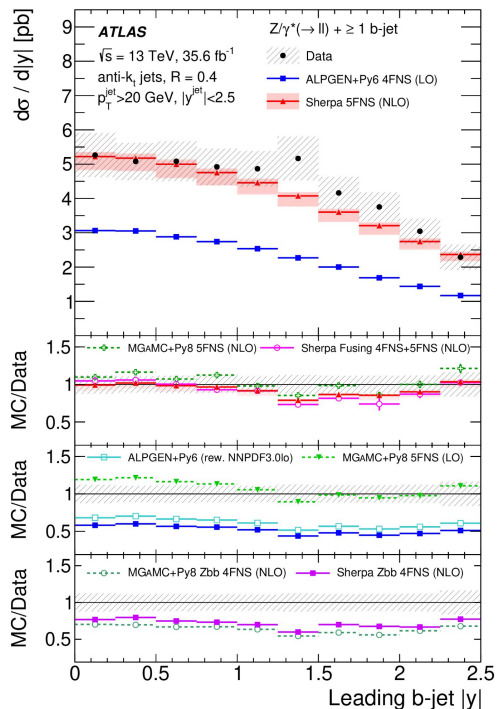 dσ / d|y| [pb]
ATLAS
√s = 13 TeV, 35.6 fb⁻¹
anti-kₜ jets, R = 0.4
p_T^jet>20 GeV, |y^jet|<2.5
Z/γ*(→ ll) + ≥ 1 b-jet
Data
ALPGEN+Py6 4FNS (LO)
Sherpa 5FNS (NLO)
9
8
7
6
5
4
3
2
1
MC/Data
1.5
1
0.5
MGAMC+Py8 5FNS (NLO)
Sherpa Fusing 4FNS+5FNS (NLO)
MC/Data
1.5
1
0.5
ALPGEN+Py6 (rew. NNPDF3.0lo)
MGAMC+Py8 5FNS (LO)
MC/Data
1
0.5
MGAMC+Py8 Zbb 4FNS (NLO)
Sherpa Zbb 4FNS (NLO)
0 0.5 1 1.5 2 2.5
Leading b-jet |y|